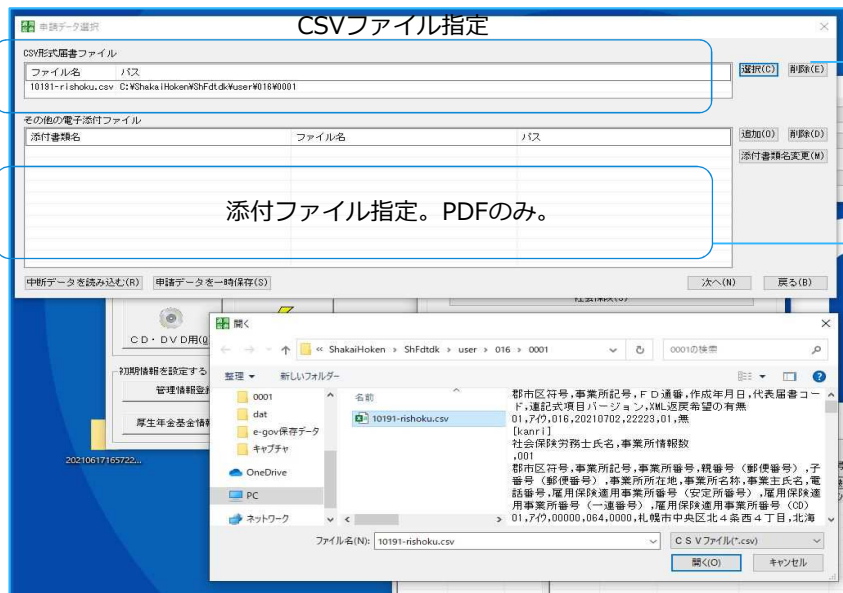 CSVファイル指定
申請データ選択
CSV形式届書ファイル
ファイル名 パス
10191-rishoku.csv C:¥ShakaiHoken¥ShFdtdk¥user¥016¥0001
選択(C) 削除(E)
その他の電子添付ファイル
添付書類名 ファイル名 パス
追加(O) 削除(D)
添付書類名変更(M)
添付ファイル指定。PDFのみ。
中断データを読み込む(R) 申請データを一時保存(S) 次へ(N) 戻る(B)
CD・DVD用(
初期情報を設定する
管理情報登
厚生年金基金情
20210617165722...
開く
« ShakaiHoken › ShFdtdk › user › 016 › 0001
0001の検索
整理 新しいフォルダー
0001
dat
e-gov保存データ
キャプチャ
OneDrive
PC
ネットワーク
名前
10191-rishoku.csv
郡市区符号,事業所記号,ＦＤ通番,作成年月日,代表届書コー
ド,連記式項目バージョン,XML返戻希望の有無
01,ｱｲｳ,016,20210702,22223,01,無
[kanri]
社会保険労務士氏名,事業所情報数
,001
郡市区符号,事業所記号,事業所番号,親番号（郵便番号）,子
番号（郵便番号）,事業所所在地,事業所名称,事業主氏名,電
話番号,雇用保険適用事業所番号（安定所番号）,雇用保険適
用事業所番号（一連番号）,雇用保険適用事業所番号（CD）
01,ｱｲｳ,00000,064,0000,札幌市中央区北４条西４丁目,北海
ファイル名(N): 10191-rishoku.csv
ＣＳＶファイル(*.csv)
開く(O) キャンセル